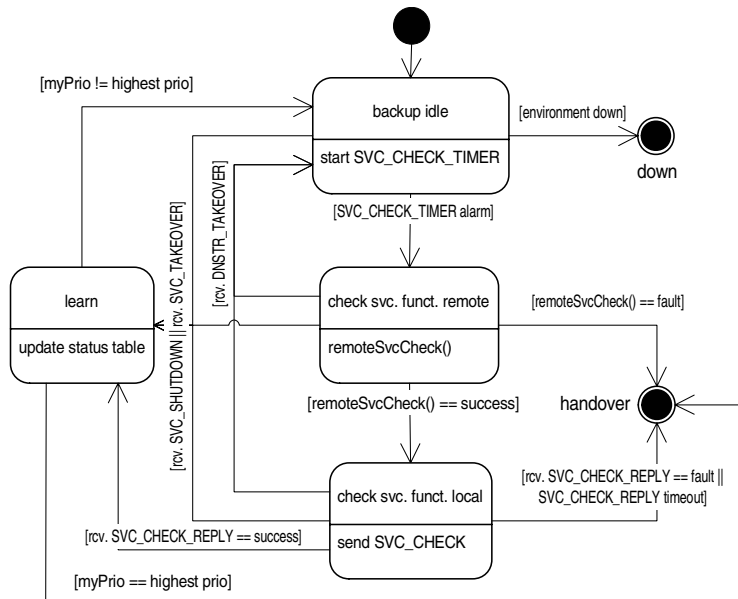 [myPrio != highest prio]
backup idle
[environment down]
start SVC_CHECK_TIMER
down
[SVC_CHECK_TIMER alarm]
[rcv. DNSTR_TAKEOVER]
[rcv. SVC_SHUTDOWN || rcv. SVC_TAKEOVER]
learn
update status table
check svc. funct. remote
[remoteSvcCheck() == fault]
remoteSvcCheck()
[remoteSvcCheck() == success]
handover
[rcv. SVC_CHECK_REPLY == fault ||
SVC_CHECK_REPLY timeout]
check svc. funct. local
[rcv. SVC_CHECK_REPLY == success]
send SVC_CHECK
[myPrio == highest prio]